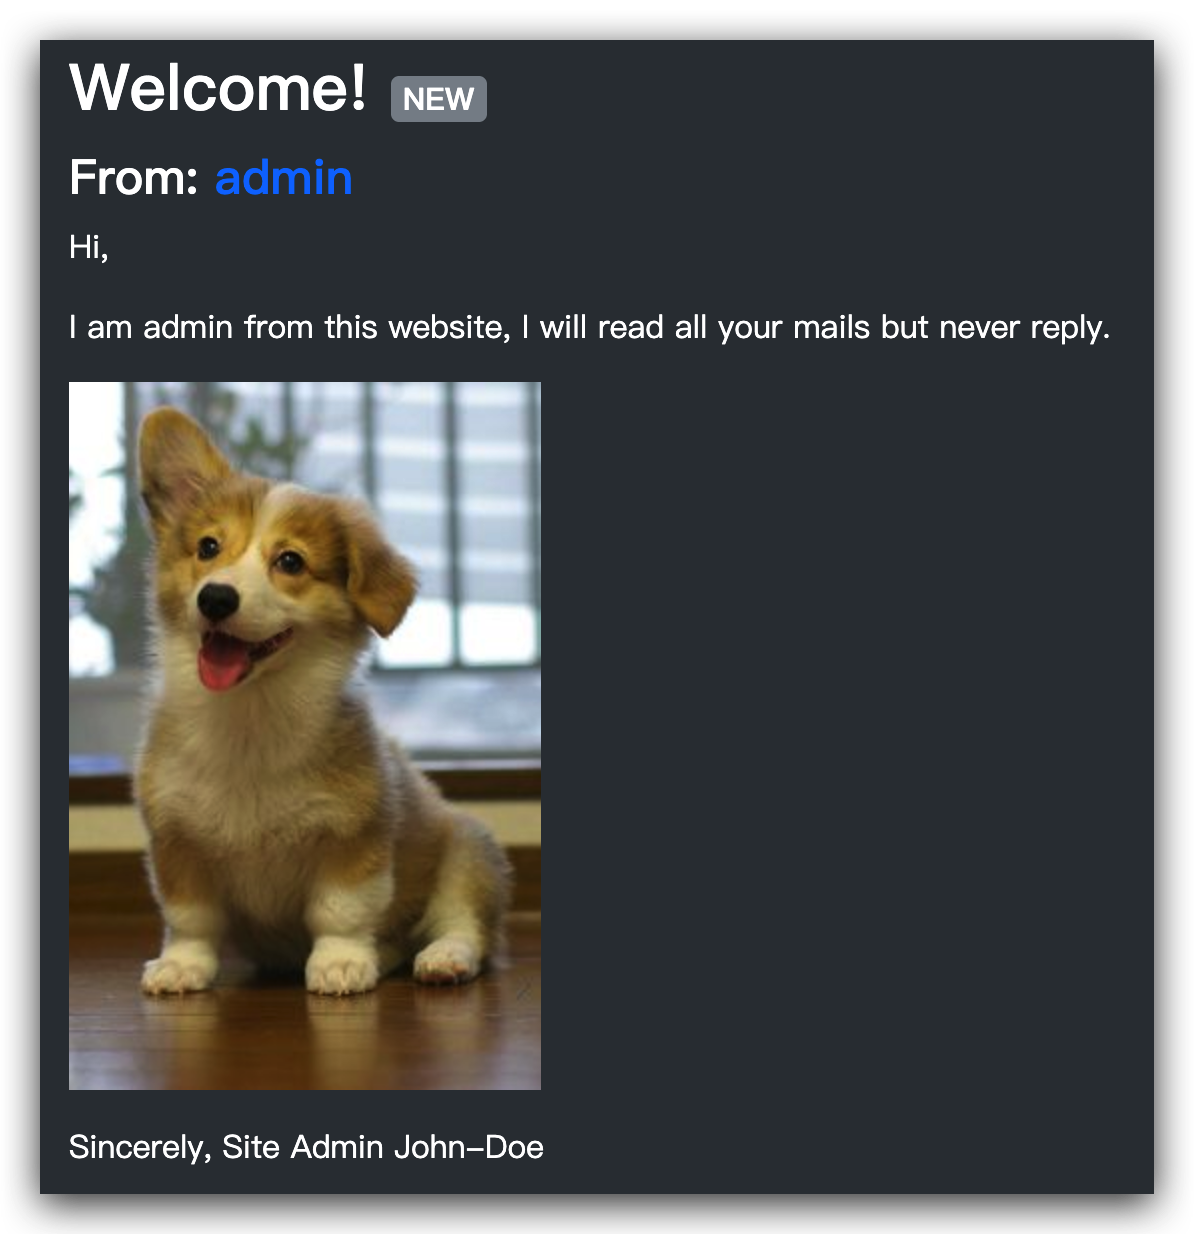 Welcome! NEW
From: admin
Hi,
I am admin from this website, I will read all your mails but never reply.
Sincerely, Site Admin John-Doe